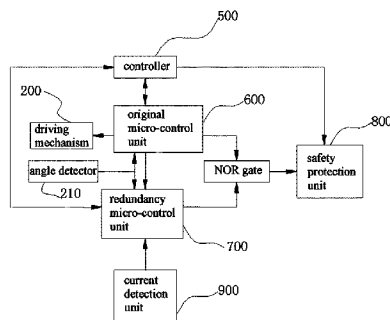 500
controller
200
600
800
driving
mechanism
original
micro-control
unit
NOR gate
safety
protection
unit
angle detector
210
redundancy
micro-control
unit
700
current
detection
unit
900